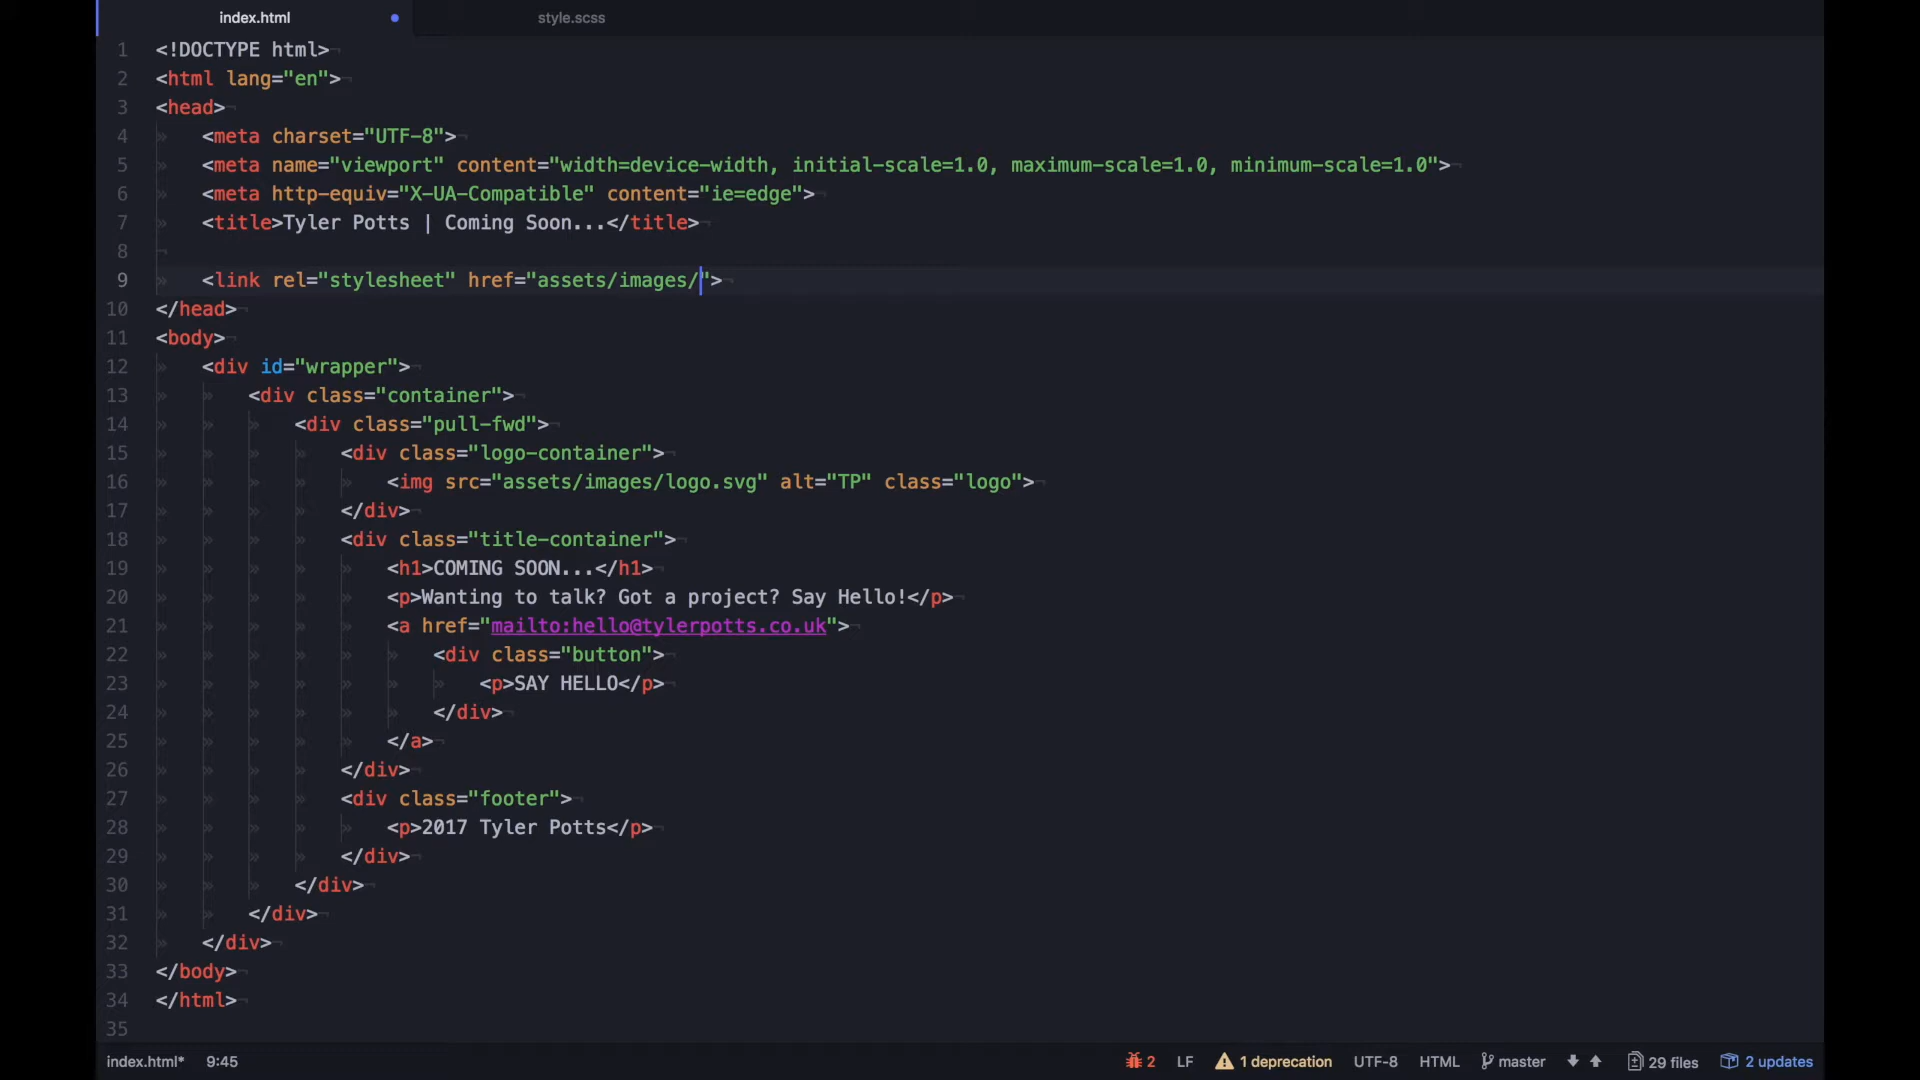 index.html
style.scss
1 <!DOCTYPE html>
2 <html lang="en">
3 <head>
4 <meta charset="UTF-8">
5 <meta name="viewport" content="width=device-width, initial-scale=1.0, maximum-scale=1.0, minimum-scale=1.0">
6 <meta http-equiv="X-UA-Compatible" content="ie=edge">
7 <title>Tyler Potts | Coming Soon...</title>
8
9 <link rel="stylesheet" href="assets/images/">
10 </head>
11 <body>
12 <div id="wrapper">
13 <div class="container">
14 <div class="pull-fwd">
15 <div class="logo-container">
16 <img src="assets/images/logo.svg" alt="TP" class="logo">
17 </div>
18 <div class="title-container">
19 <h1>COMING SOON...</h1>
20 <p>Wanting to talk? Got a project? Say Hello!</p>
21 <a href="mailto:hello@tylerpotts.co.uk">
22 <div class="button">
23 <p>SAY HELLO</p>
24 </div>
25 </a>
26 </div>
27 <div class="footer">
28 <p>2017 Tyler Potts</p>
29 </div>
30 </div>
31 </div>
32 </div>
33 </body>
34 </html>
35
index.html* 9:45 2 LF 1 deprecation UTF-8 HTML master 29 files 2 updates